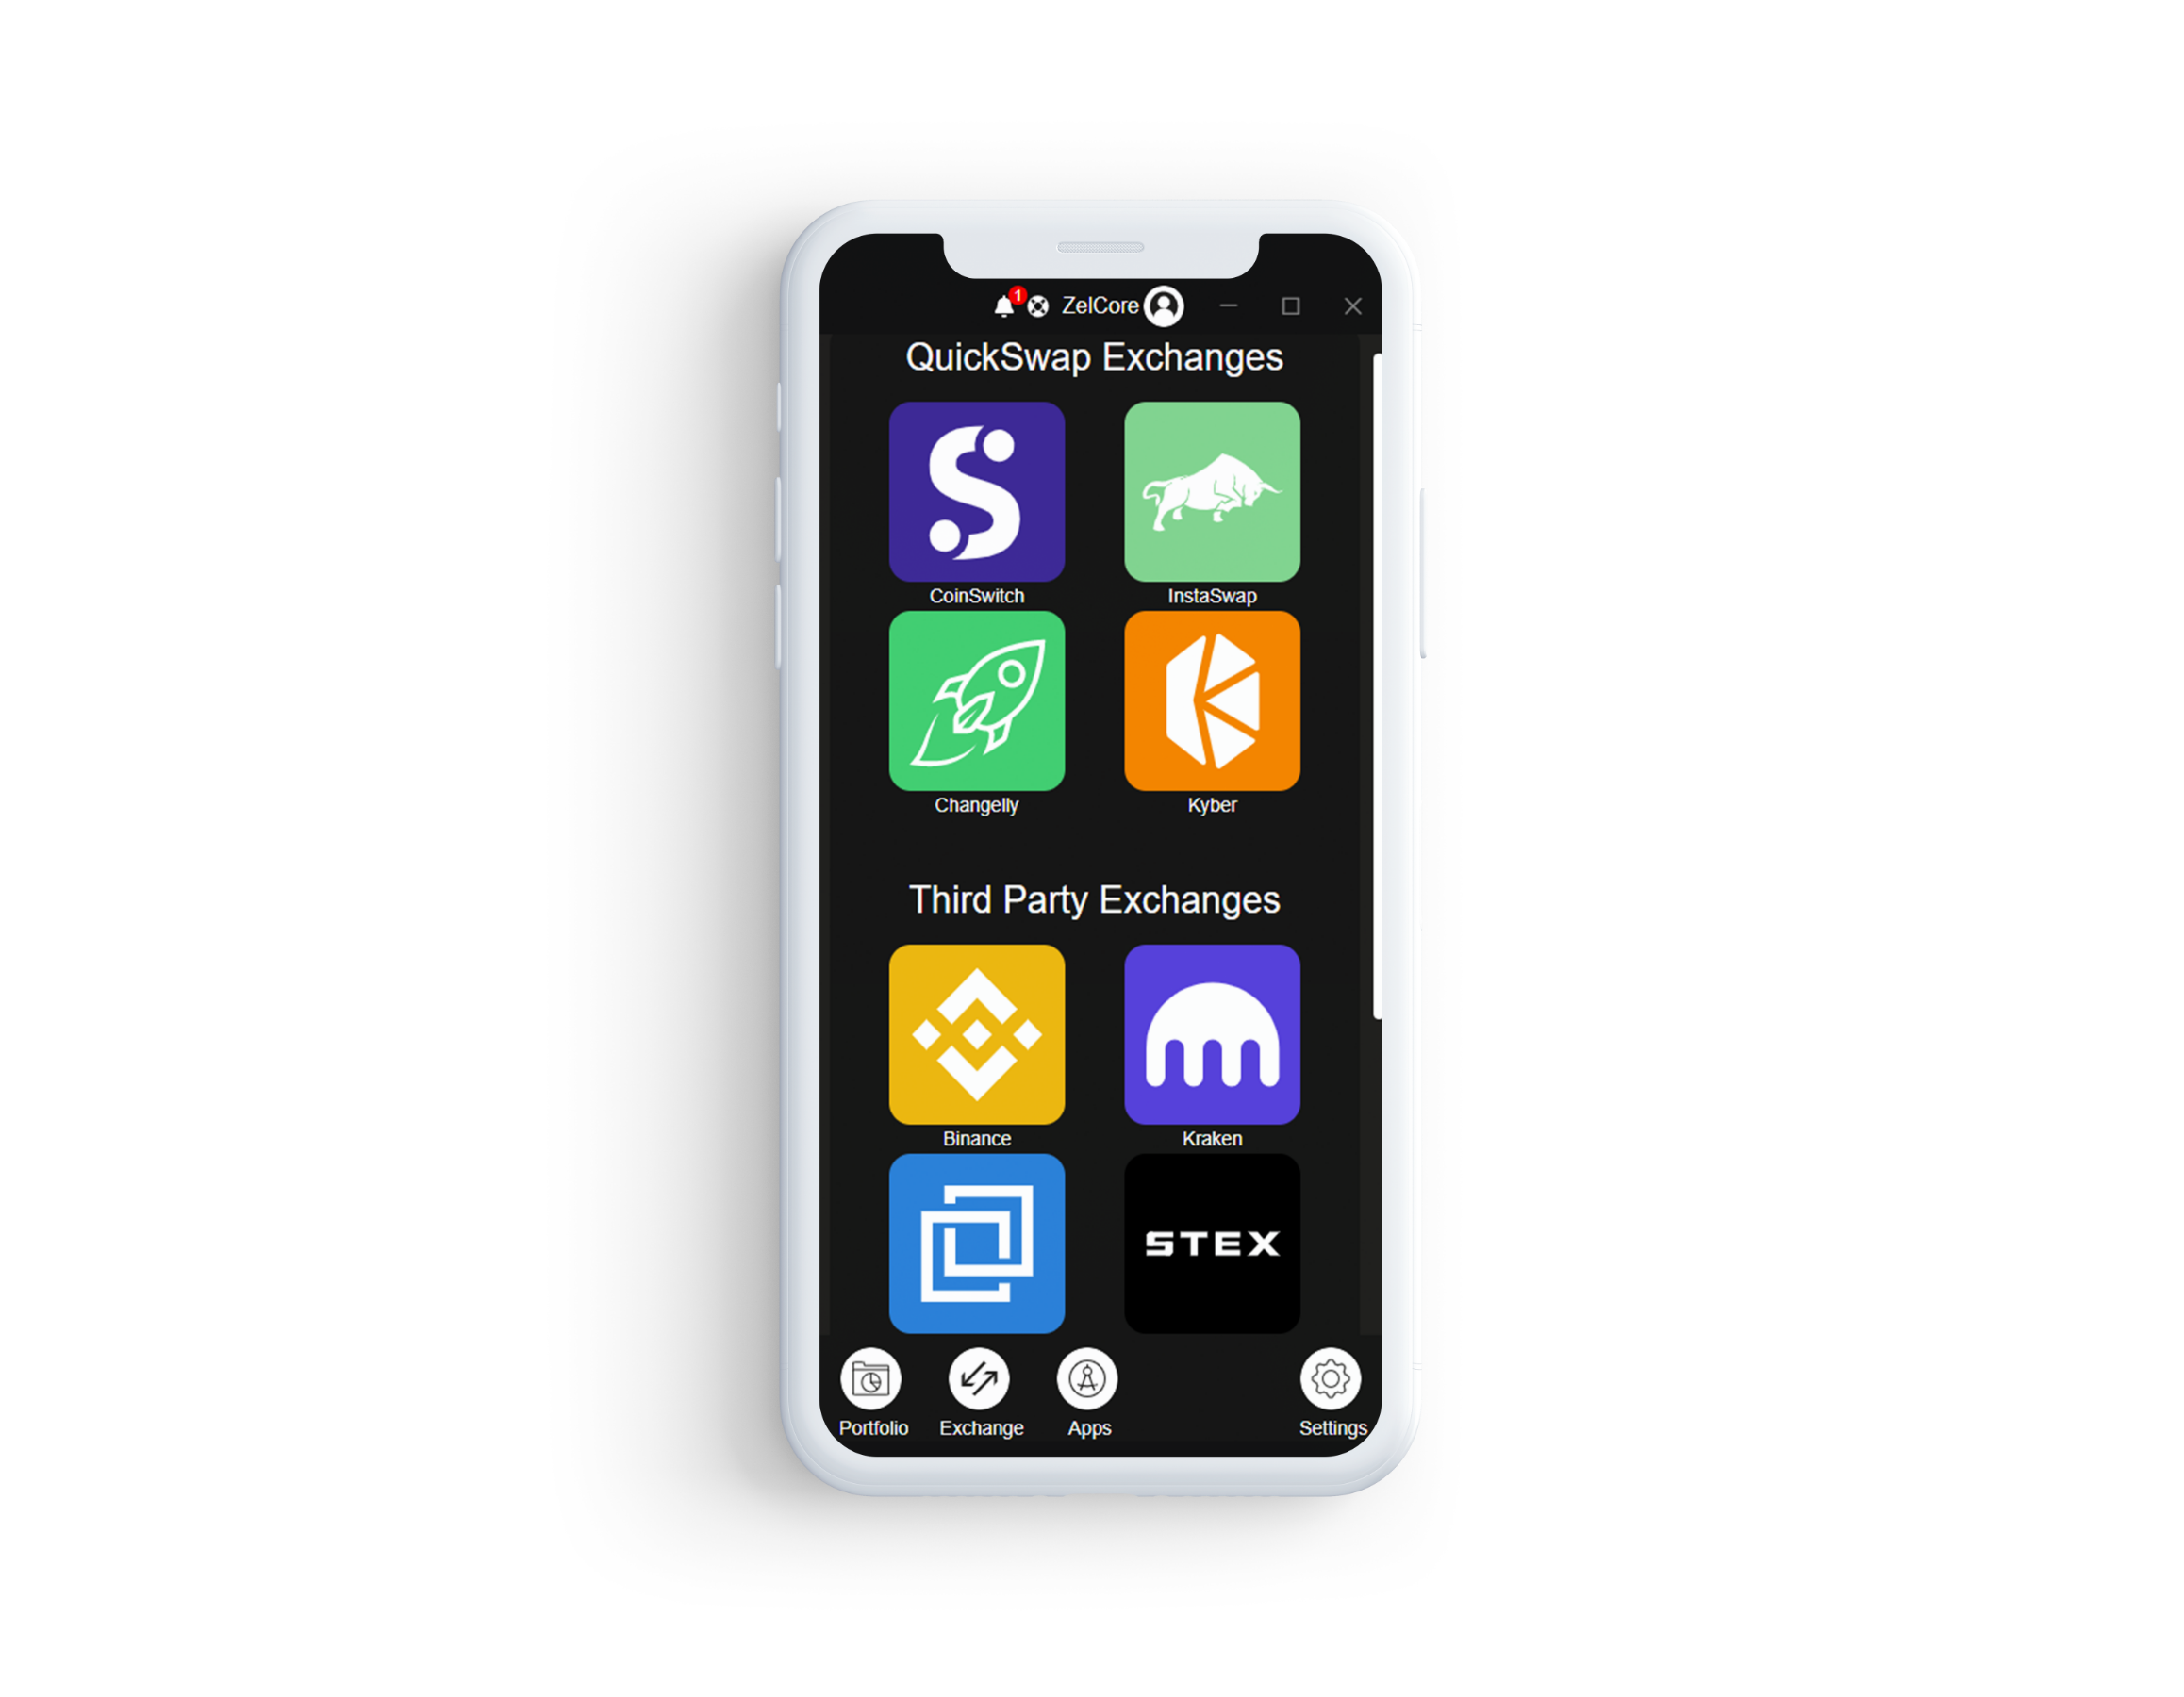 1
ZelCore
QuickSwap Exchanges
CoinSwitch InstaSwap
Changelly Kyber
Third Party Exchanges
Binance Kraken
STEX
Portfolio Exchange Apps Settings